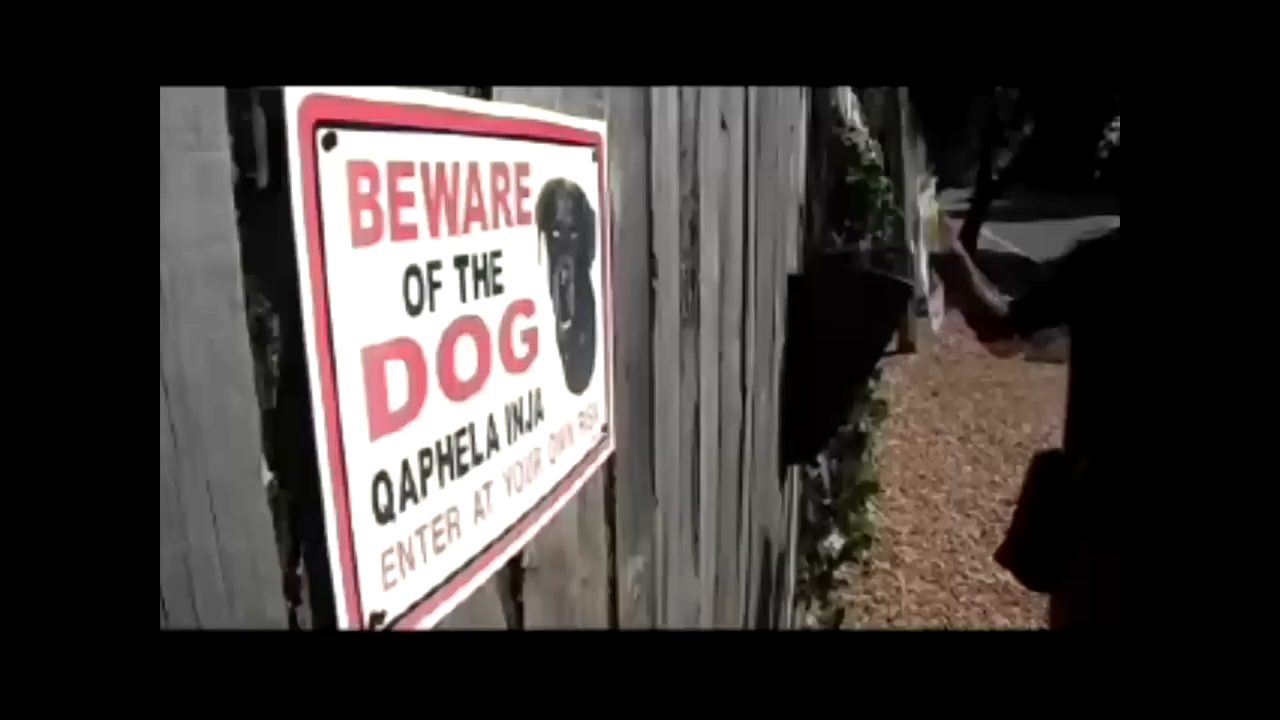 BEWARE
OF THE
DOG
QAPHELA INJA
ENTER AT YOUR OWN RISK